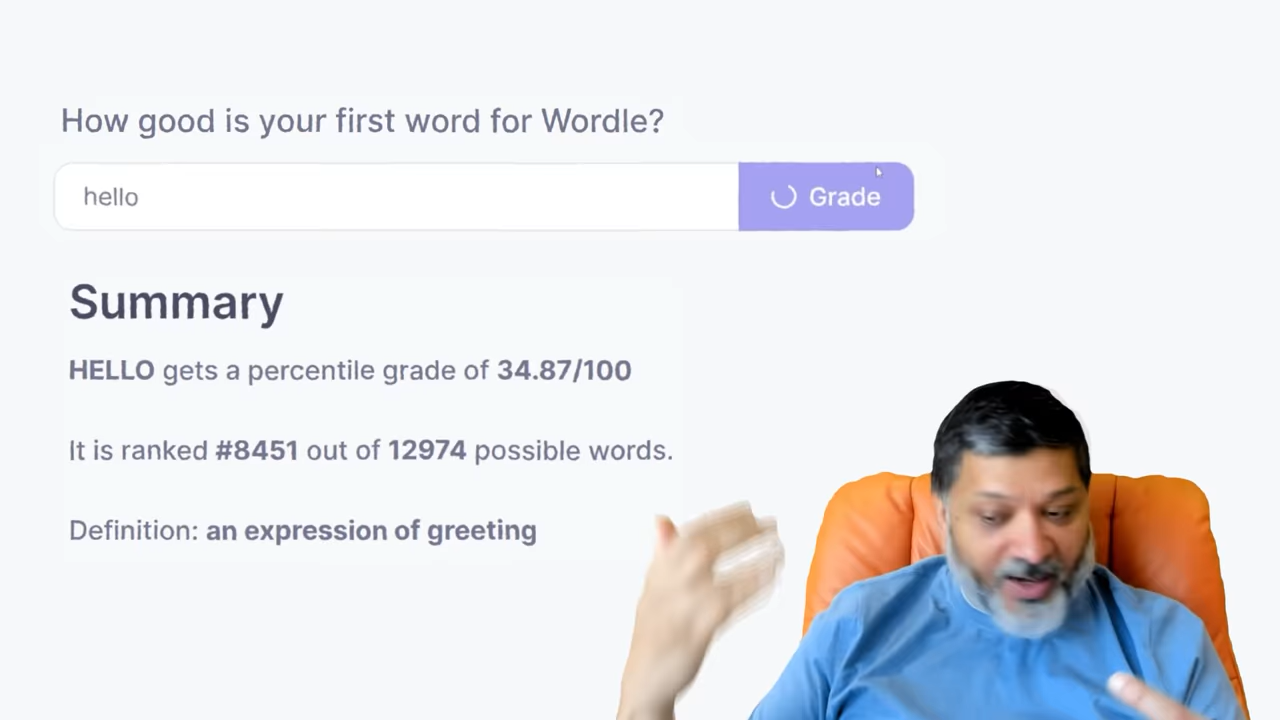 How good is your first word for Wordle?
hello
Grade
Summary
HELLO gets a percentile grade of 34.87/100
It is ranked #8451 out of 12974 possible words.
Definition: an expression of greeting